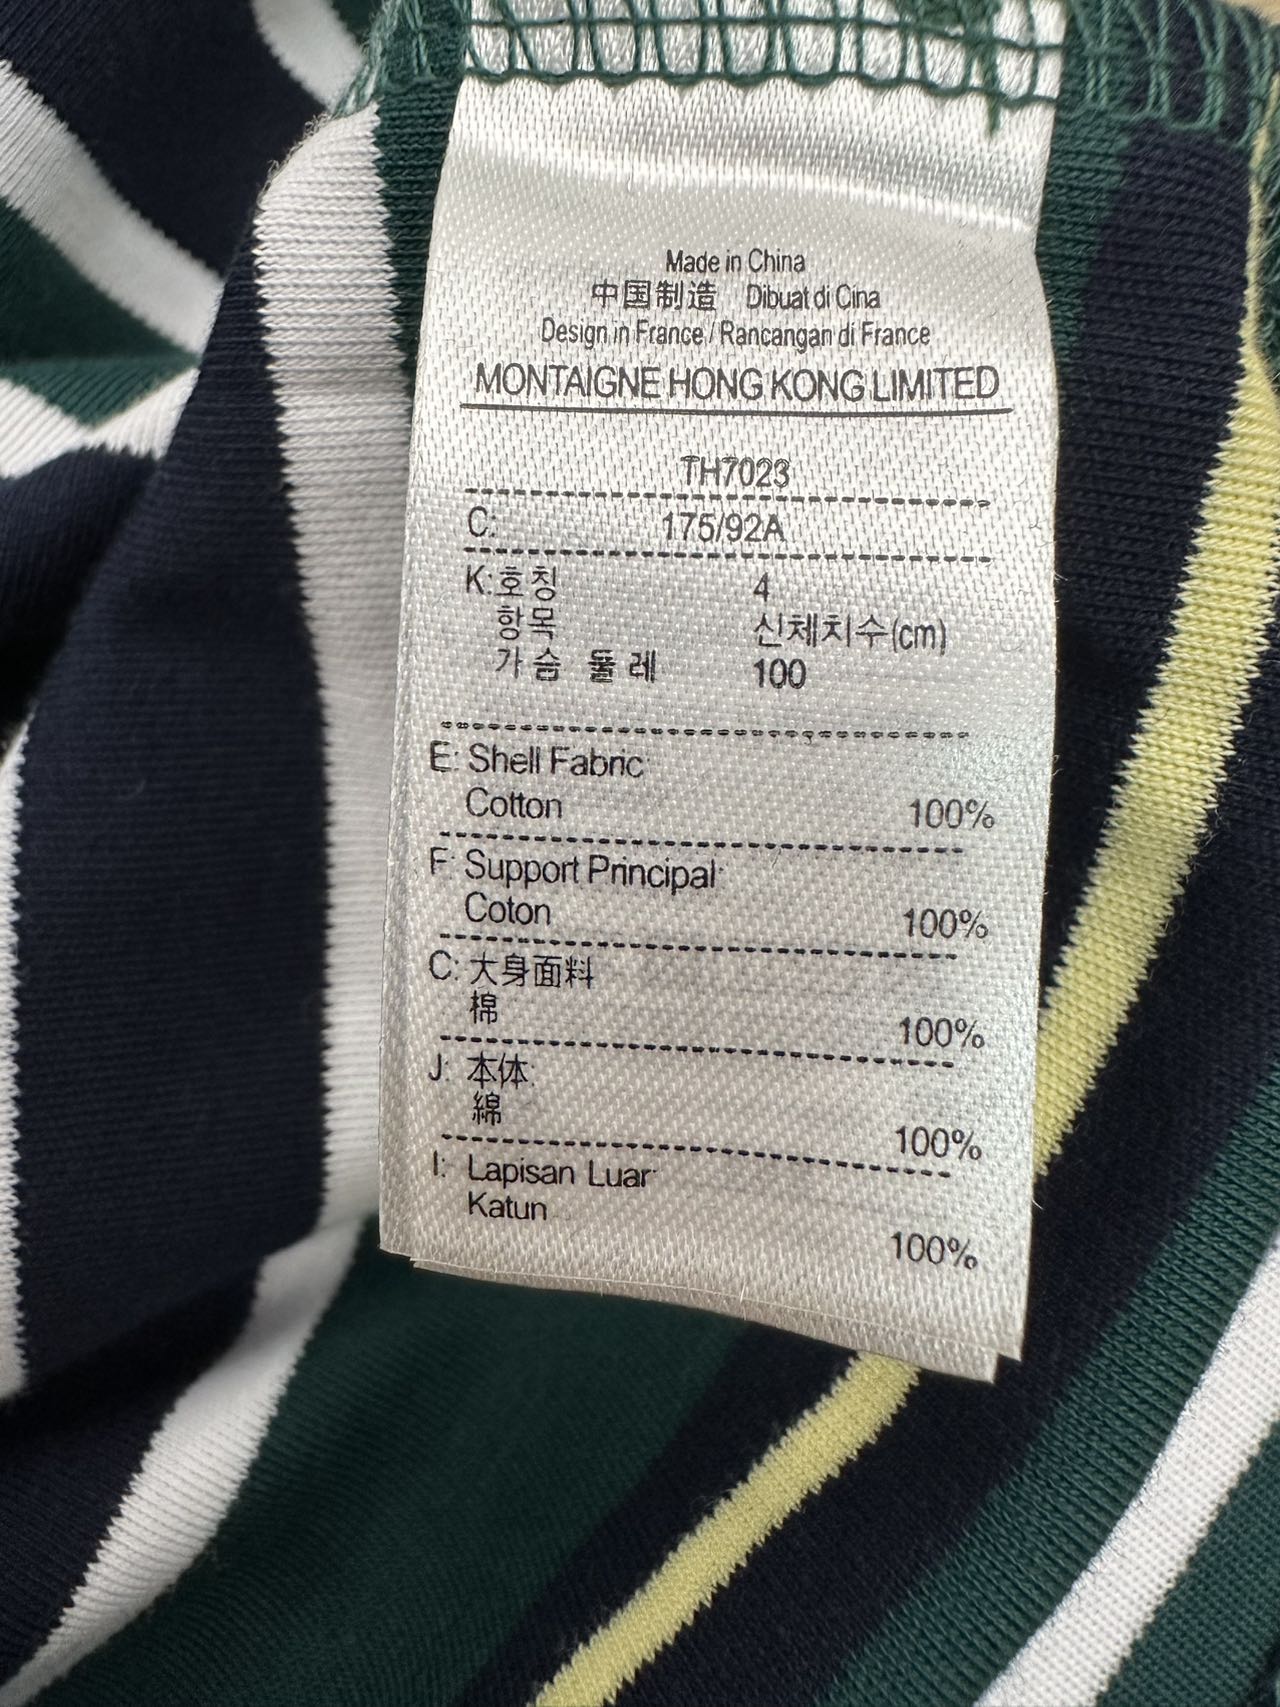 Made in China
中国制造 Dibuat di Cina
Design in France / Rancangan di France
MONTAIGNE HONG KONG LIMITED
TH7023
C: 175/92A
K: 호칭 4
항목 신체치수(cm)
가슴 둘레 100
E: Shell Fabric:
Cotton 100%
F: Support Principal:
Coton 100%
C: 大身面料
棉 100%
J: 本体:
綿 100%
I: Lapisan Luar:
Katun 100%